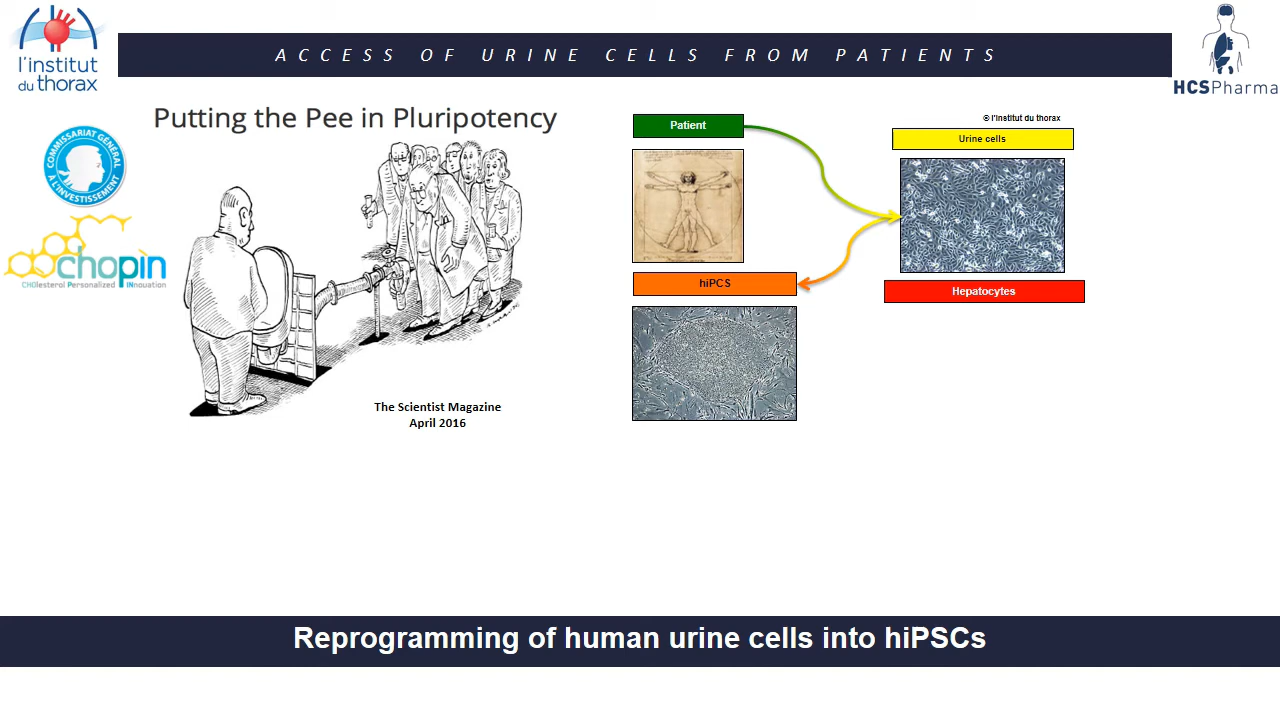 l'institut
du thorax
ACCESS OF URINE CELLS FROM PATIENTS
HCSPharma
Putting the Pee in Pluripotency
COMMISSARIAT GÉNÉRAL
À L'INVESTISSEMENT
chopin
CHOlesterol Personalized INnovation
The Scientist Magazine
April 2016
Patient
© l'institut du thorax
Urine cells
hiPCS
Hepatocytes
Reprogramming of human urine cells into hiPSCs